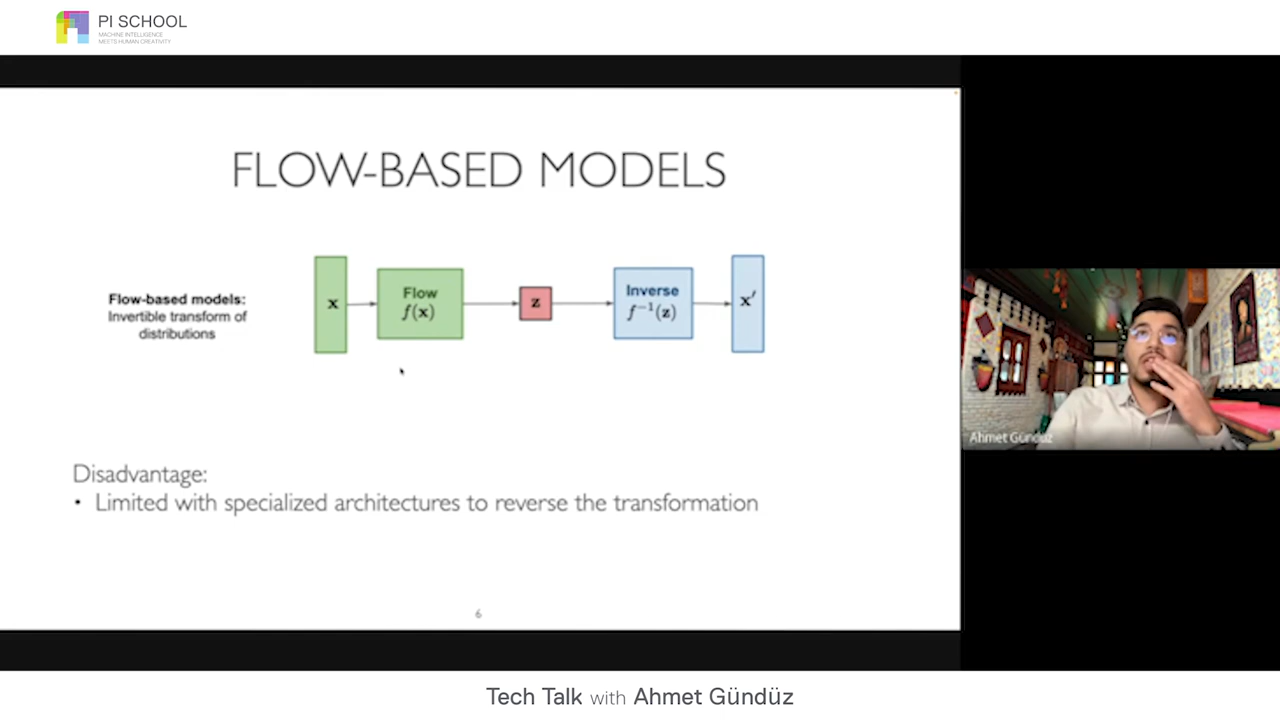 PI SCHOOL
MACHINE INTELLIGENCE
MEETS HUMAN CREATIVITY
FLOW-BASED MODELS
Flow-based models:
Invertible transform of
distributions
x
Flow
f(x)
z
Inverse
f⁻¹(z)
x′
Disadvantage:
• Limited with specialized architectures to reverse the transformation
6
Ahmet Gündüz
Tech Talk with Ahmet Gündüz